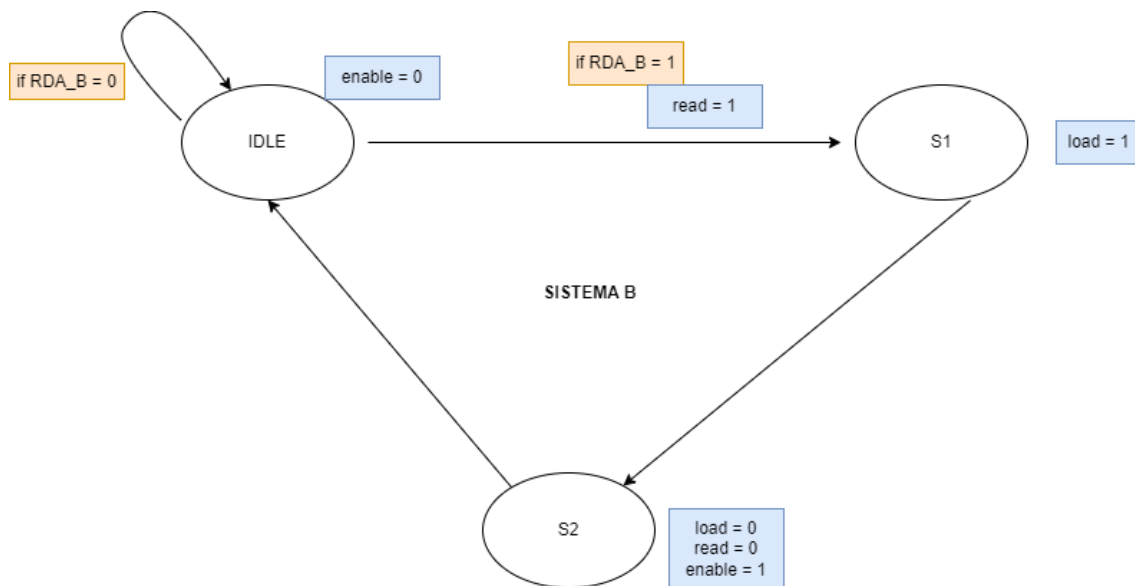 if RDA_B = 0
enable = 0
if RDA_B = 1
read = 1
IDLE
S1
load = 1
SISTEMA B
S2
load = 0
read = 0
enable = 1